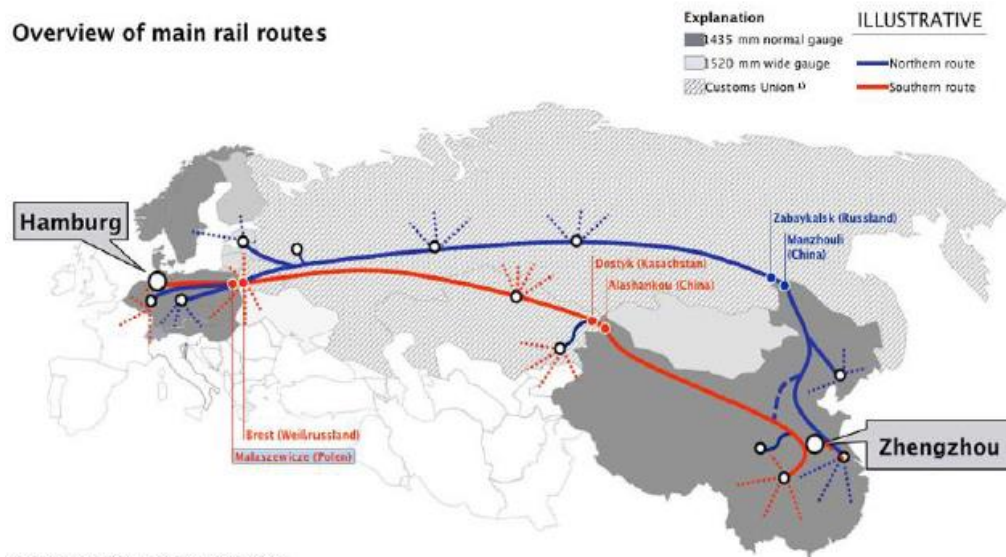 Overview of main rail routes
Explanation
ILLUSTRATIVE
1435 mm normal gauge
1520 mm wide gauge
Customs Union 1)
Northern route
Southern route
Hamburg
Zabaykalsk (Russland)
Manzhouli
(China)
Dostyk (Kasachstan)
Alashankou (China)
Brest (Weißrussland)
Malaszewicze (Polen)
Zhengzhou